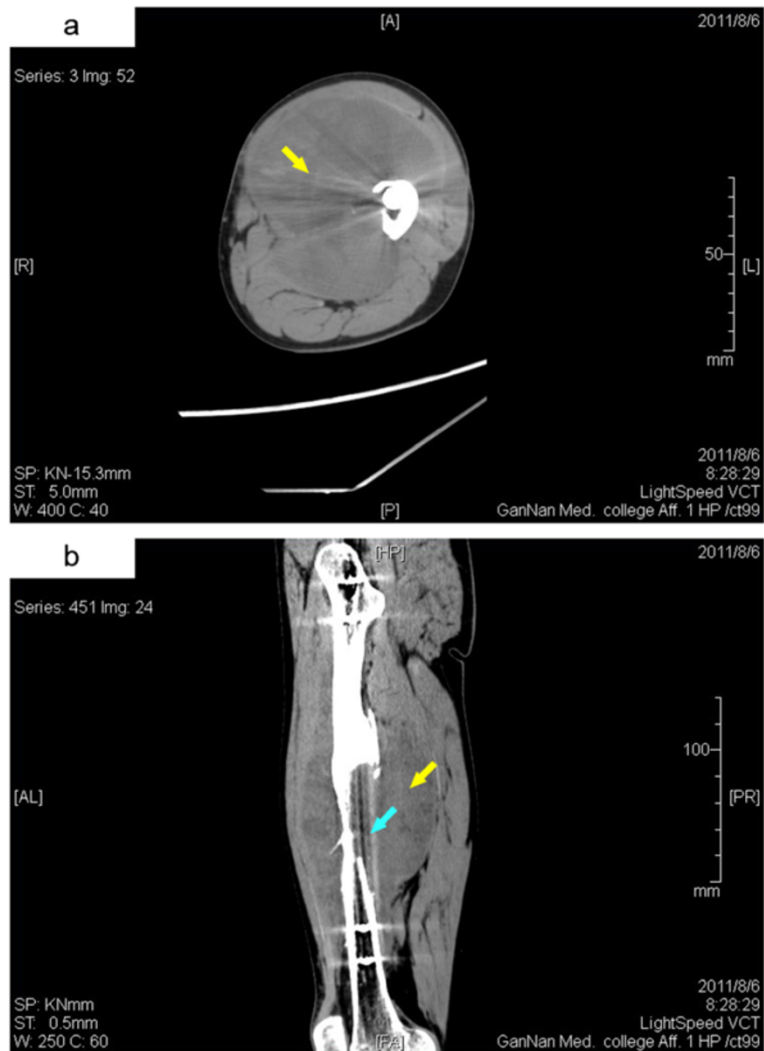 a
[A]
2011/8/6
Series: 3 Img: 52
[R]
50
[L]
mm
2011/8/6
SP: KN-15.3mm
8:28:29
ST: 5.0mm
LightSpeed VCT
W: 400 C: 40
[P]
GanNan Med. college Aff. 1 HP /ct99
b
[HP]
2011/8/6
Series: 451 Img: 24
100
[AL]
[PR]
mm
2011/8/6
SP: KNmm
8:28:29
ST: 0.5mm
LightSpeed VCT
W: 250 C: 60
[FA]
GanNan Med. college Aff. 1 HP /ct99